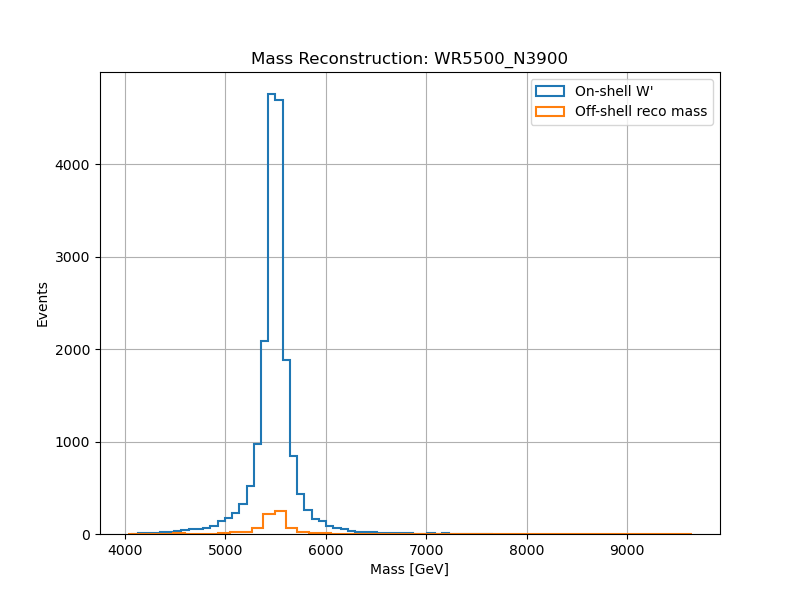 Mass Reconstruction: WR5500_N3900
On-shell W'
Off-shell reco mass
4000
3000
2000
1000
0
Events
4000
5000
6000
7000
8000
9000
Mass [GeV]